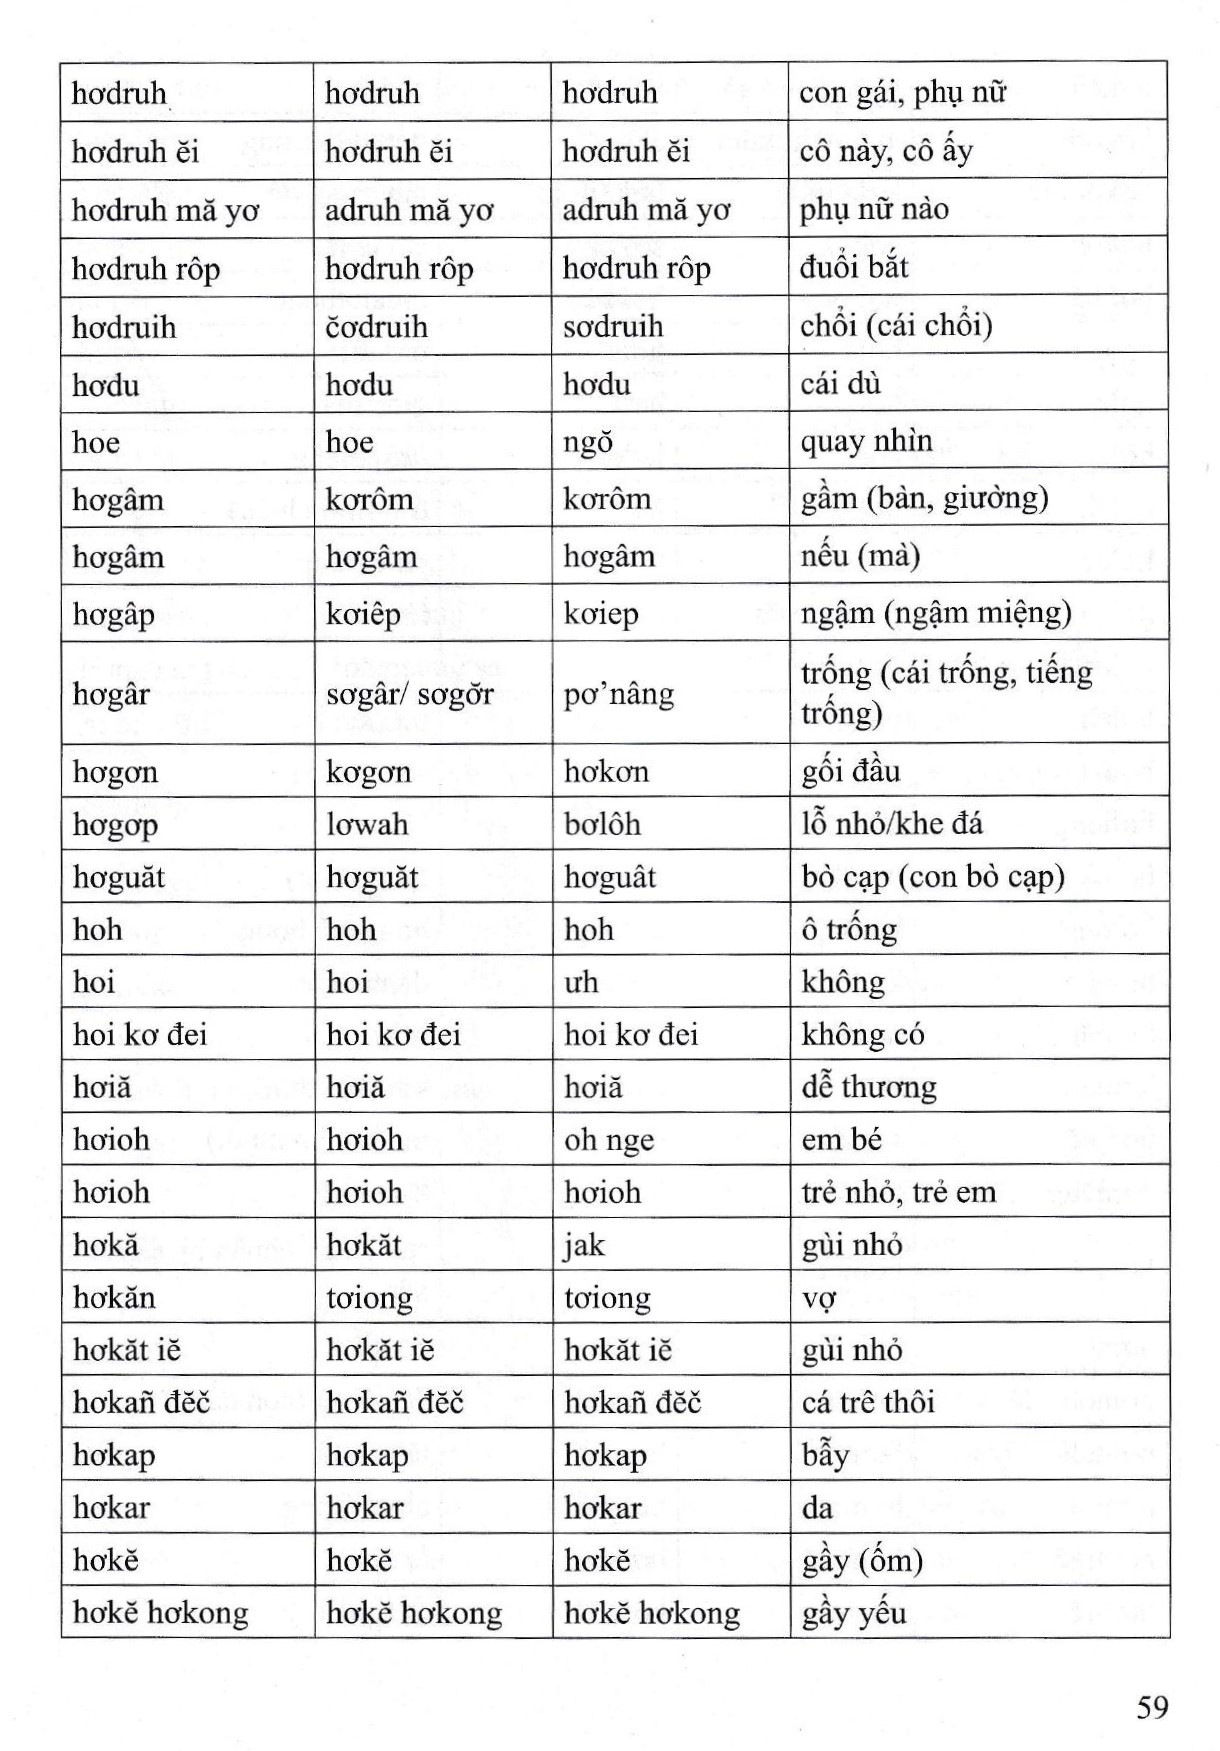 hơdruh hơdruh hơdruh con gái, phụ nữ
hơdruh ĕi hơdruh ĕi hơdruh ĕi cô này, cô ấy
hơdruh mă yơ adruh mă yơ adruh mă yơ phụ nữ nào
hơdruh rôp hơdruh rôp hơdruh rôp đuổi bắt
hơdruih čơdruih sơdruih chổi (cái chổi)
hơdu hơdu hơdu cái dù
hoe hoe ngŏ quay nhìn
hơgâm kơrôm kơrôm gầm (bàn, giường)
hơgâm hơgâm hơgâm nếu (mà)
hơgâp kơiêp kơiep ngậm (ngậm miệng)
hơgâr sơgâr/ sơgơ̆r pơ’nâng trống (cái trống, tiếng
trống)
hơgơn kơgơn hơkơn gối đầu
hơgơp lơwah bơlôh lỗ nhỏ/khe đá
hơguăt hơguăt hơguât bò cạp (con bò cạp)
hoh hoh hoh ô trống
hoi hoi ưh không
hoi kơ đei hoi kơ đei hoi kơ đei không có
hơiă hơiă hơiă dễ thương
hơioh hơioh oh nge em bé
hơioh hơioh hơioh trẻ nhỏ, trẻ em
hơkă hơkăt jak gùi nhỏ
hơkăn tơiong tơiong vợ
hơkăt iĕ hơkăt iĕ hơkăt iĕ gùi nhỏ
hơkañ đĕč hơkañ đĕč hơkañ đĕč cá trê thôi
hơkap hơkap hơkap bẫy
hơkar hơkar hơkar da
hơkĕ hơkĕ hơkĕ gầy (ốm)
hơkĕ hơkong hơkĕ hơkong hơkĕ hơkong gầy yếu
59